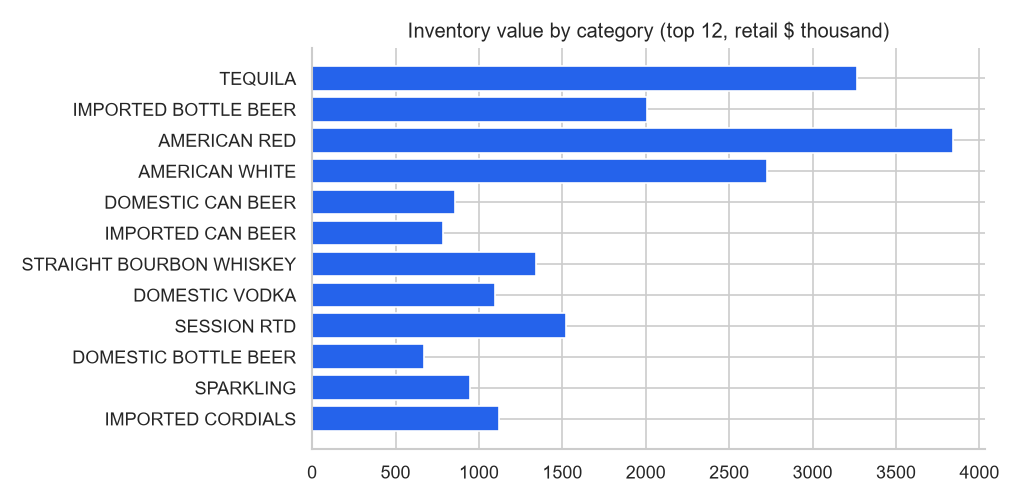 Inventory value by category (top 12, retail $ thousand)
TEQUILA
IMPORTED BOTTLE BEER
AMERICAN RED
AMERICAN WHITE
DOMESTIC CAN BEER
IMPORTED CAN BEER
STRAIGHT BOURBON WHISKEY
DOMESTIC VODKA
SESSION RTD
DOMESTIC BOTTLE BEER
SPARKLING
IMPORTED CORDIALS
0 500 1000 1500 2000 2500 3000 3500 4000